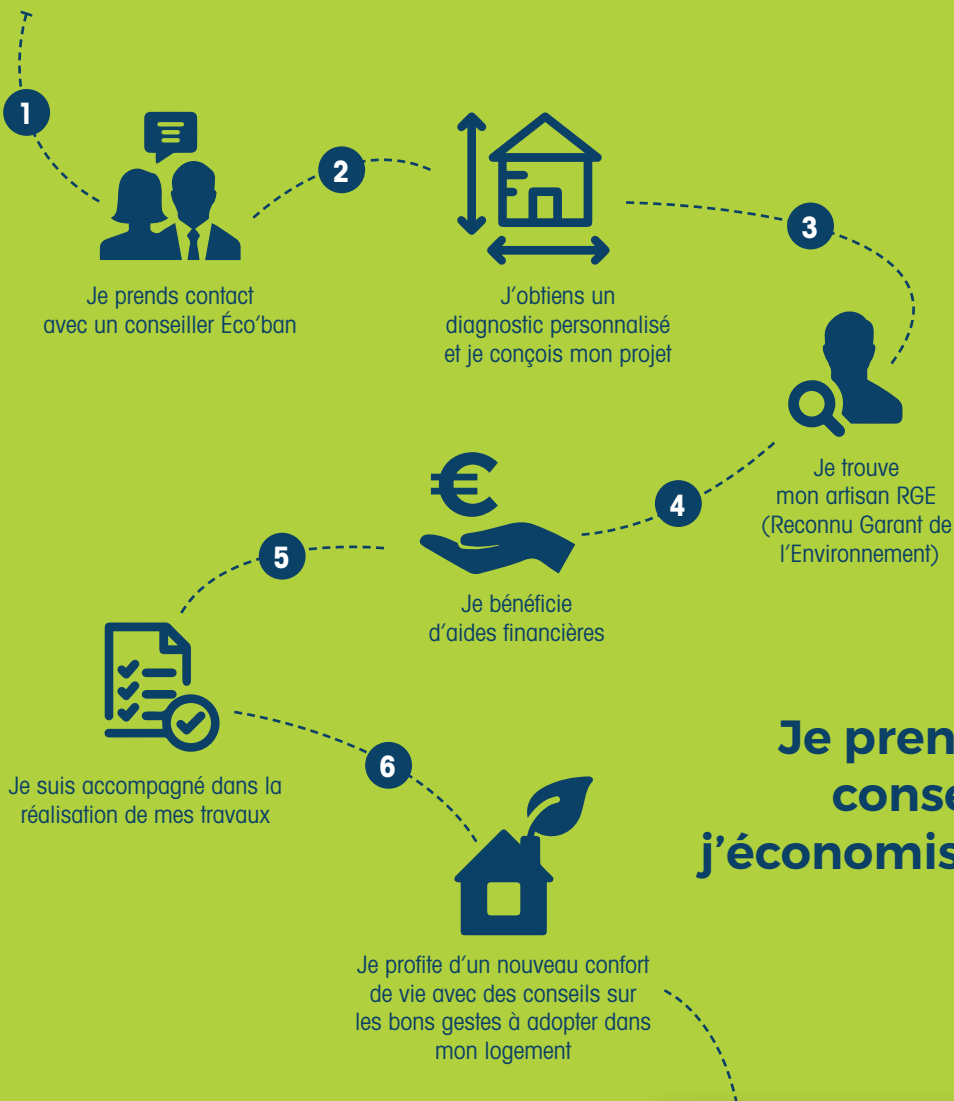 1
Je prends contact
avec un conseiller Éco’ban
2
J’obtiens un
diagnostic personnalisé
et je conçois mon projet
3
Je trouve
mon artisan RGE
(Reconnu Garant de
l’Environnement)
4
Je bénéficie
d’aides financières
5
Je suis accompagné dans la
réalisation de mes travaux
6
Je profite d’un nouveau confort
de vie avec des conseils sur
les bons gestes à adopter dans
mon logement
Je pren
conse
j’économis